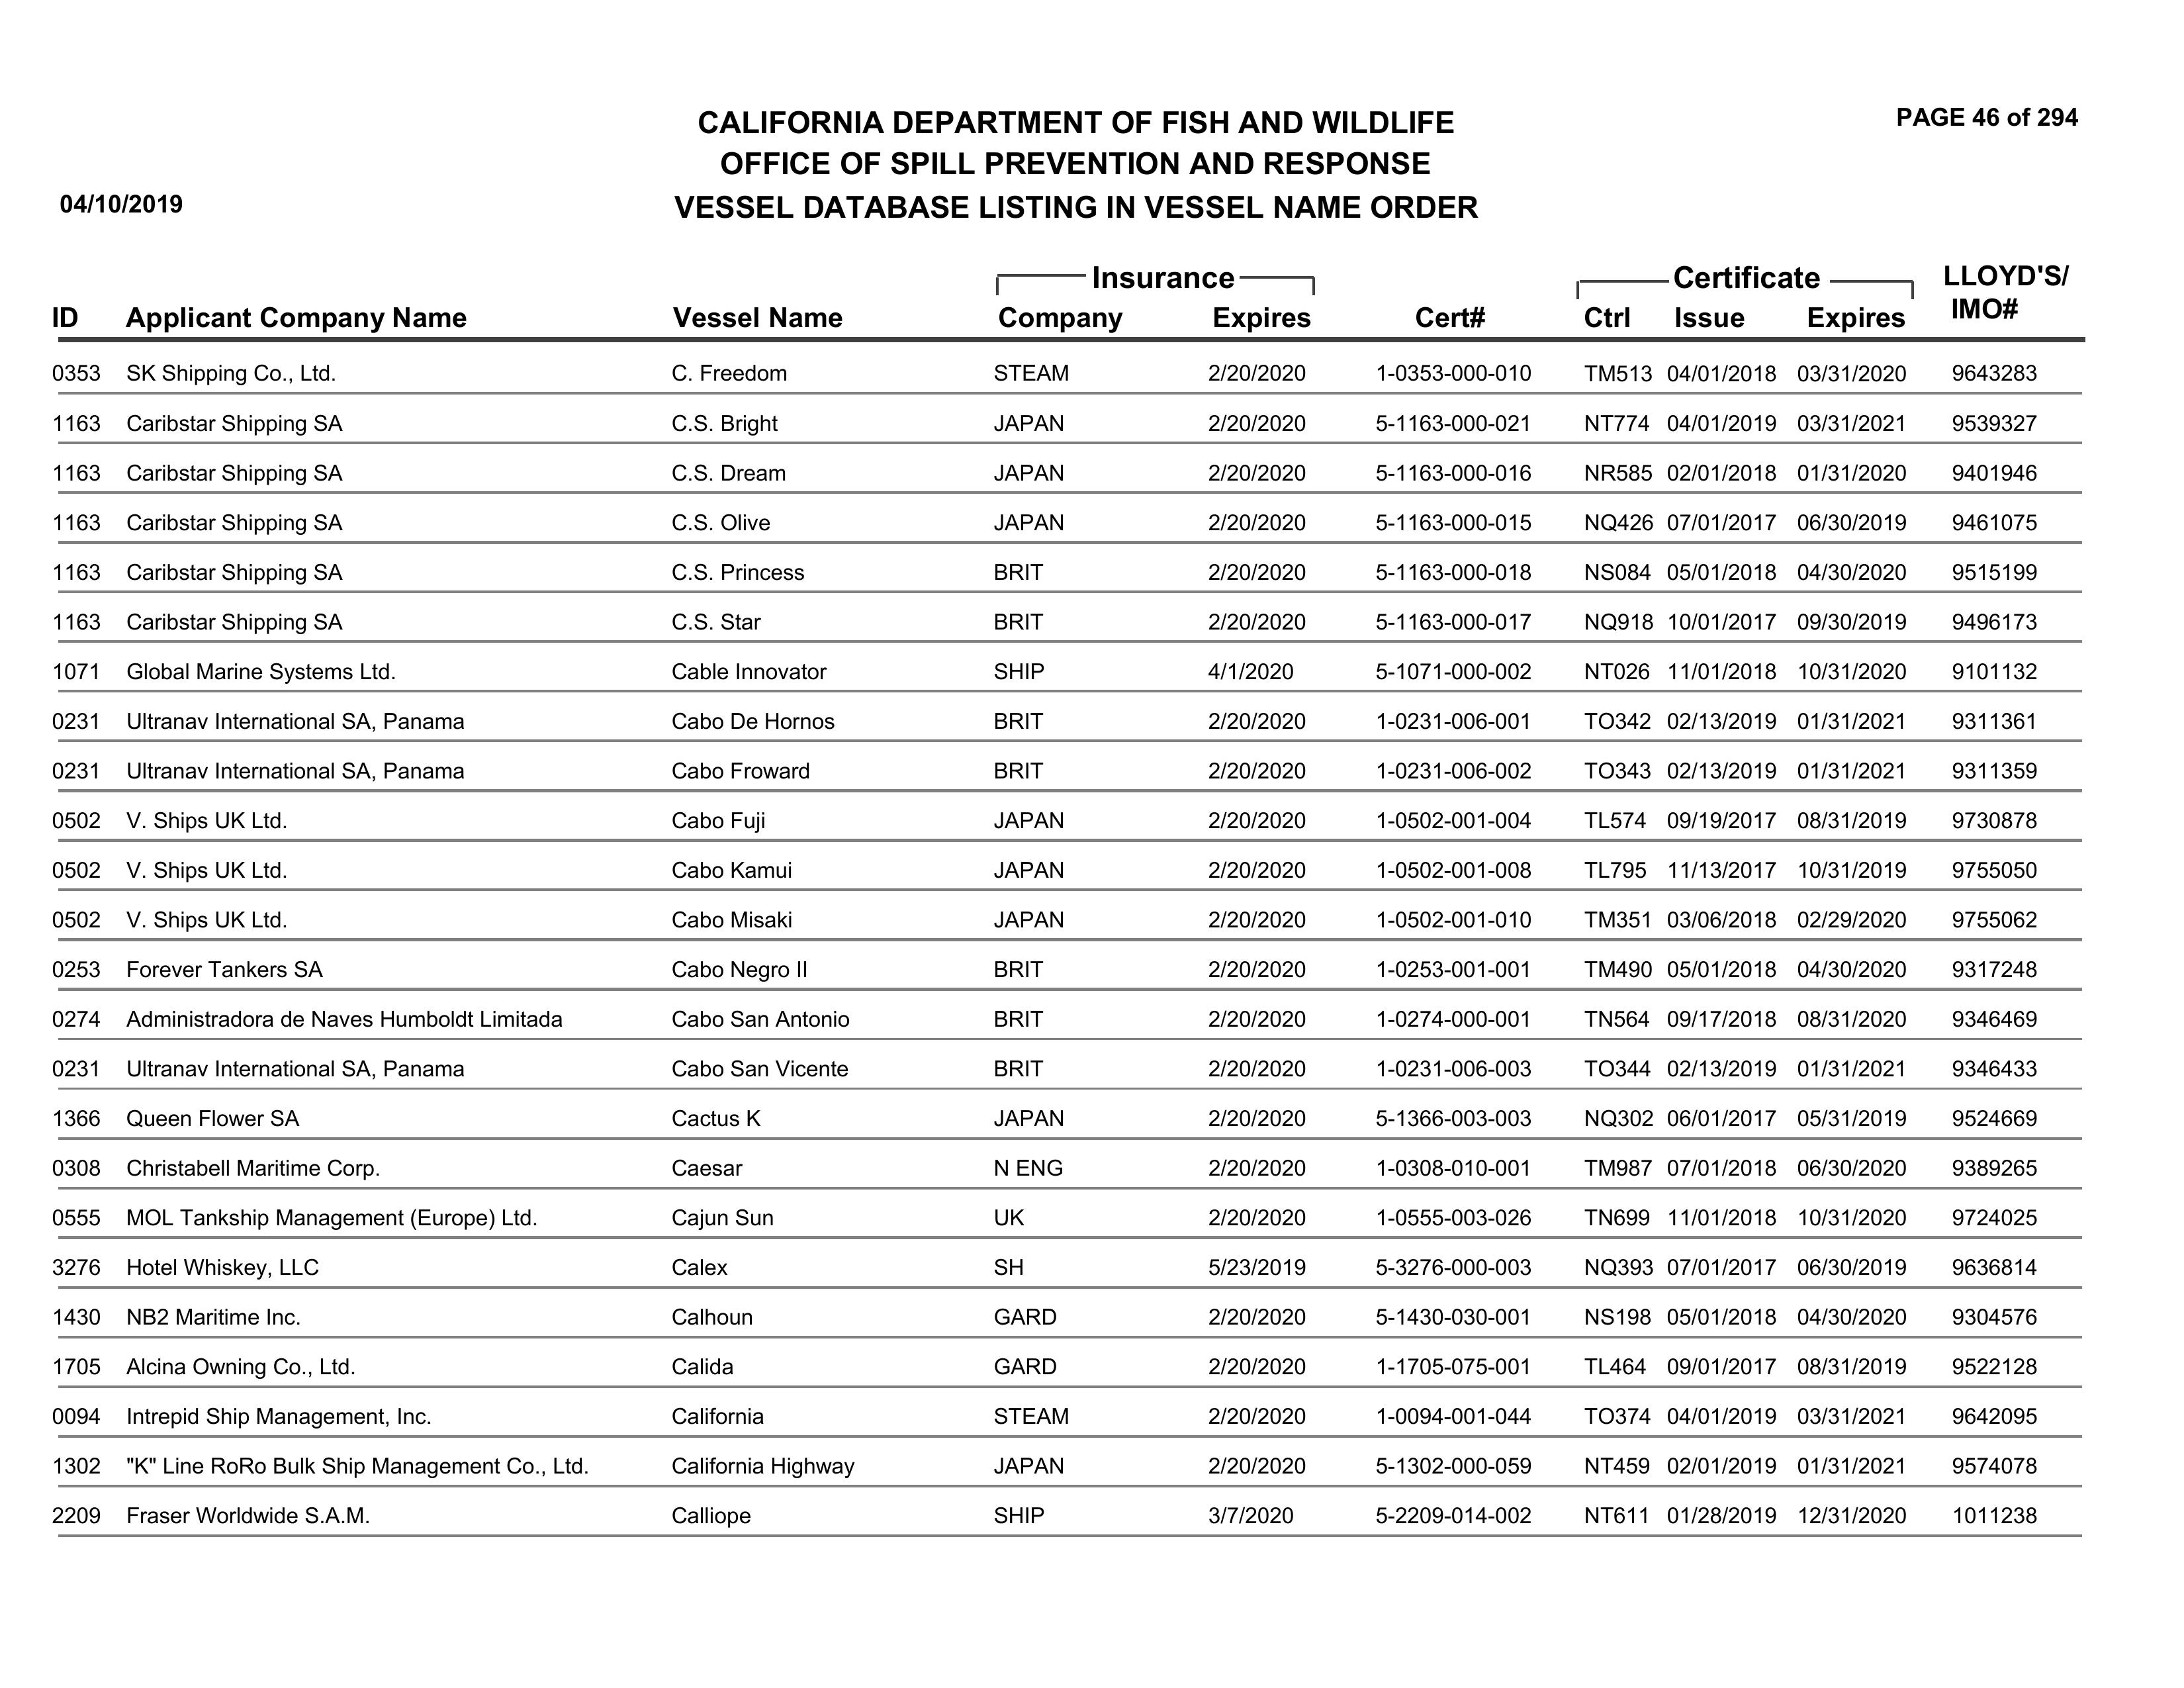 PAGE 46 of 294
CALIFORNIA DEPARTMENT OF FISH AND WILDLIFE
OFFICE OF SPILL PREVENTION AND RESPONSE
04/10/2019 VESSEL DATABASE LISTING IN VESSEL NAME ORDER
Insurance Certificate LLOYD'S/
ID Applicant Company Name Vessel Name Company Expires Cert# Ctrl Issue Expires IMO#
0353 SK Shipping Co., Ltd. C. Freedom STEAM 2/20/2020 1-0353-000-010 TM513 04/01/2018 03/31/2020 9643283
1163 Caribstar Shipping SA C.S. Bright JAPAN 2/20/2020 5-1163-000-021 NT774 04/01/2019 03/31/2021 9539327
1163 Caribstar Shipping SA C.S. Dream JAPAN 2/20/2020 5-1163-000-016 NR585 02/01/2018 01/31/2020 9401946
1163 Caribstar Shipping SA C.S. Olive JAPAN 2/20/2020 5-1163-000-015 NQ426 07/01/2017 06/30/2019 9461075
1163 Caribstar Shipping SA C.S. Princess BRIT 2/20/2020 5-1163-000-018 NS084 05/01/2018 04/30/2020 9515199
1163 Caribstar Shipping SA C.S. Star BRIT 2/20/2020 5-1163-000-017 NQ918 10/01/2017 09/30/2019 9496173
1071 Global Marine Systems Ltd. Cable Innovator SHIP 4/1/2020 5-1071-000-002 NT026 11/01/2018 10/31/2020 9101132
0231 Ultranav International SA, Panama Cabo De Hornos BRIT 2/20/2020 1-0231-006-001 TO342 02/13/2019 01/31/2021 9311361
0231 Ultranav International SA, Panama Cabo Froward BRIT 2/20/2020 1-0231-006-002 TO343 02/13/2019 01/31/2021 9311359
0502 V. Ships UK Ltd. Cabo Fuji JAPAN 2/20/2020 1-0502-001-004 TL574 09/19/2017 08/31/2019 9730878
0502 V. Ships UK Ltd. Cabo Kamui JAPAN 2/20/2020 1-0502-001-008 TL795 11/13/2017 10/31/2019 9755050
0502 V. Ships UK Ltd. Cabo Misaki JAPAN 2/20/2020 1-0502-001-010 TM351 03/06/2018 02/29/2020 9755062
0253 Forever Tankers SA Cabo Negro II BRIT 2/20/2020 1-0253-001-001 TM490 05/01/2018 04/30/2020 9317248
0274 Administradora de Naves Humboldt Limitada Cabo San Antonio BRIT 2/20/2020 1-0274-000-001 TN564 09/17/2018 08/31/2020 9346469
0231 Ultranav International SA, Panama Cabo San Vicente BRIT 2/20/2020 1-0231-006-003 TO344 02/13/2019 01/31/2021 9346433
1366 Queen Flower SA Cactus K JAPAN 2/20/2020 5-1366-003-003 NQ302 06/01/2017 05/31/2019 9524669
0308 Christabell Maritime Corp. Caesar N ENG 2/20/2020 1-0308-010-001 TM987 07/01/2018 06/30/2020 9389265
0555 MOL Tankship Management (Europe) Ltd. Cajun Sun UK 2/20/2020 1-0555-003-026 TN699 11/01/2018 10/31/2020 9724025
3276 Hotel Whiskey, LLC Calex SH 5/23/2019 5-3276-000-003 NQ393 07/01/2017 06/30/2019 9636814
1430 NB2 Maritime Inc. Calhoun GARD 2/20/2020 5-1430-030-001 NS198 05/01/2018 04/30/2020 9304576
1705 Alcina Owning Co., Ltd. Calida GARD 2/20/2020 1-1705-075-001 TL464 09/01/2017 08/31/2019 9522128
0094 Intrepid Ship Management, Inc. California STEAM 2/20/2020 1-0094-001-044 TO374 04/01/2019 03/31/2021 9642095
1302 "K" Line RoRo Bulk Ship Management Co., Ltd. California Highway JAPAN 2/20/2020 5-1302-000-059 NT459 02/01/2019 01/31/2021 9574078
2209 Fraser Worldwide S.A.M. Calliope SHIP 3/7/2020 5-2209-014-002 NT611 01/28/2019 12/31/2020 1011238